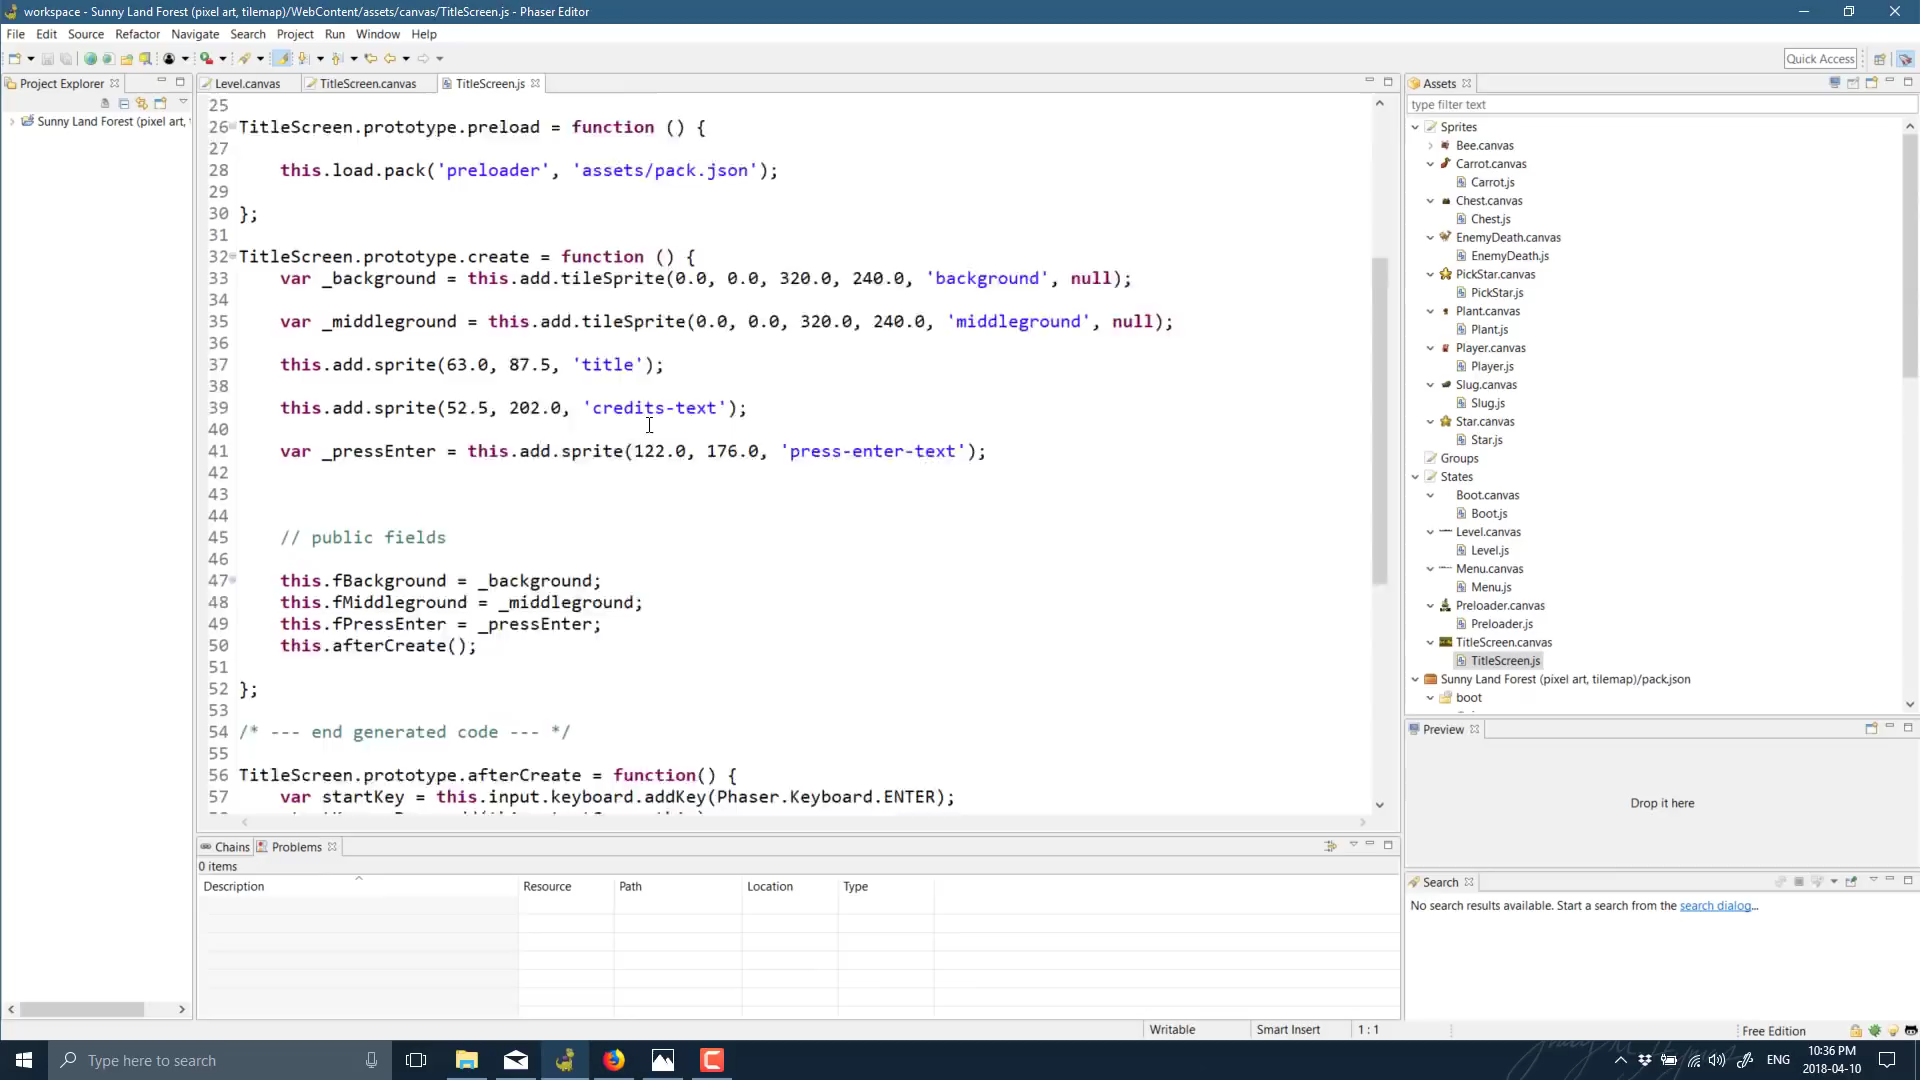 workspace - Sunny Land Forest (pixel art, tilemap)/WebContent/assets/canvas/TitleScreen.js - Phaser Editor
File Edit Source Refactor Navigate Search Project Run Window Help
Quick Access
Project Explorer
Sunny Land Forest (pixel art,
Level.canvas TitleScreen.canvas TitleScreen.js
25
26 TitleScreen.prototype.preload = function () {
27
28 this.load.pack('preloader', 'assets/pack.json');
29
30 };
31
32 TitleScreen.prototype.create = function () {
33 var _background = this.add.tileSprite(0.0, 0.0, 320.0, 240.0, 'background', null);
34
35 var _middleground = this.add.tileSprite(0.0, 0.0, 320.0, 240.0, 'middleground', null);
36
37 this.add.sprite(63.0, 87.5, 'title');
38
39 this.add.sprite(52.5, 202.0, 'credits-text');
40
41 var _pressEnter = this.add.sprite(122.0, 176.0, 'press-enter-text');
42
43
44
45 // public fields
46
47 this.fBackground = _background;
48 this.fMiddleground = _middleground;
49 this.fPressEnter = _pressEnter;
50 this.afterCreate();
51
52 };
53
54 /* --- end generated code --- */
55
56 TitleScreen.prototype.afterCreate = function() {
57 var startKey = this.input.keyboard.addKey(Phaser.Keyboard.ENTER);
Chains Problems
0 items
Description Resource Path Location Type
Assets
type filter text
Sprites
Bee.canvas
Carrot.canvas
Carrot.js
Chest.canvas
Chest.js
EnemyDeath.canvas
EnemyDeath.js
PickStar.canvas
PickStar.js
Plant.canvas
Plant.js
Player.canvas
Player.js
Slug.canvas
Slug.js
Star.canvas
Star.js
Groups
States
Boot.canvas
Boot.js
Level.canvas
Level.js
Menu.canvas
Menu.js
Preloader.canvas
Preloader.js
TitleScreen.canvas
TitleScreen.js
Sunny Land Forest (pixel art, tilemap)/pack.json
boot
Preview
Drop it here
Search
No search results available. Start a search from the search dialog...
Writable Smart Insert 1 : 1 Free Edition
Type here to search
ENG
10:36 PM
2018-04-10